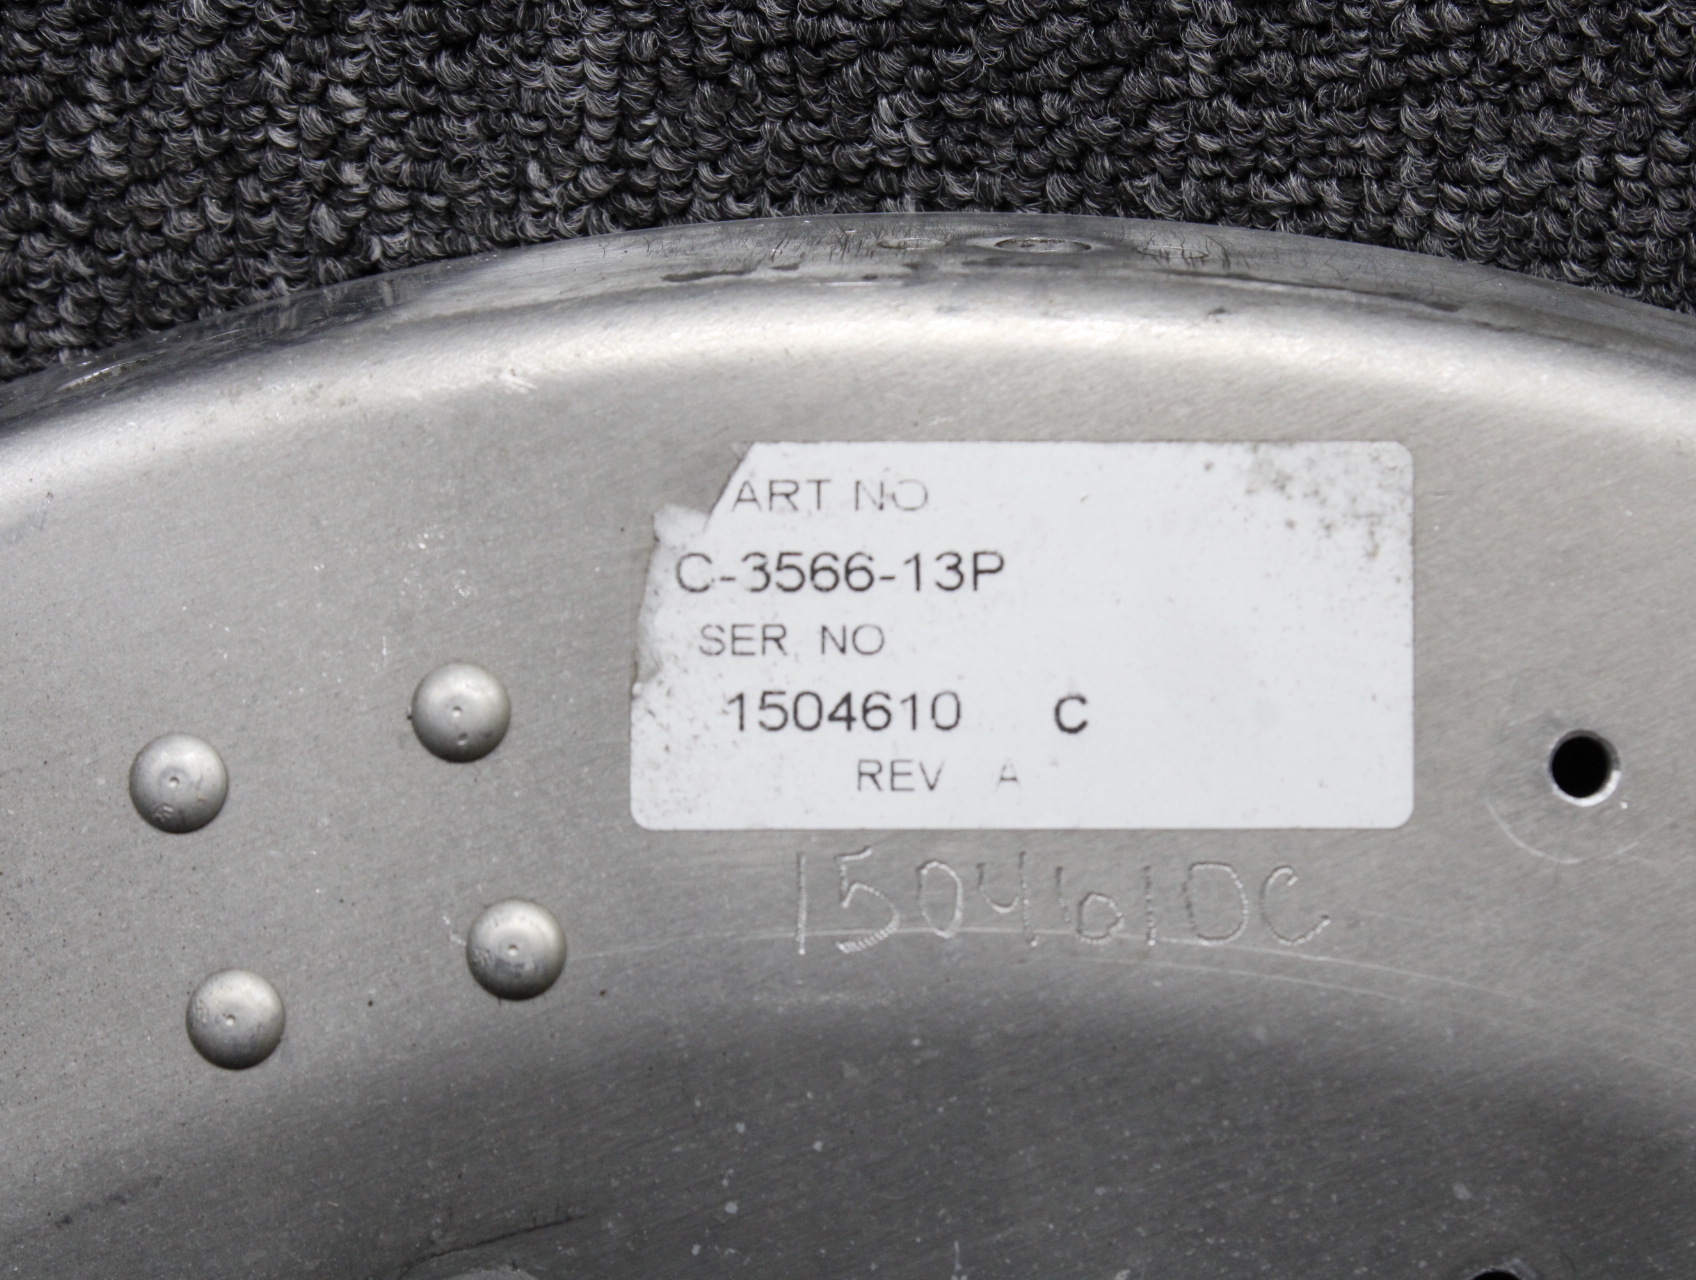 ART NO
C-3566-13P
SER NO
1504610 C
REV A
1504610C